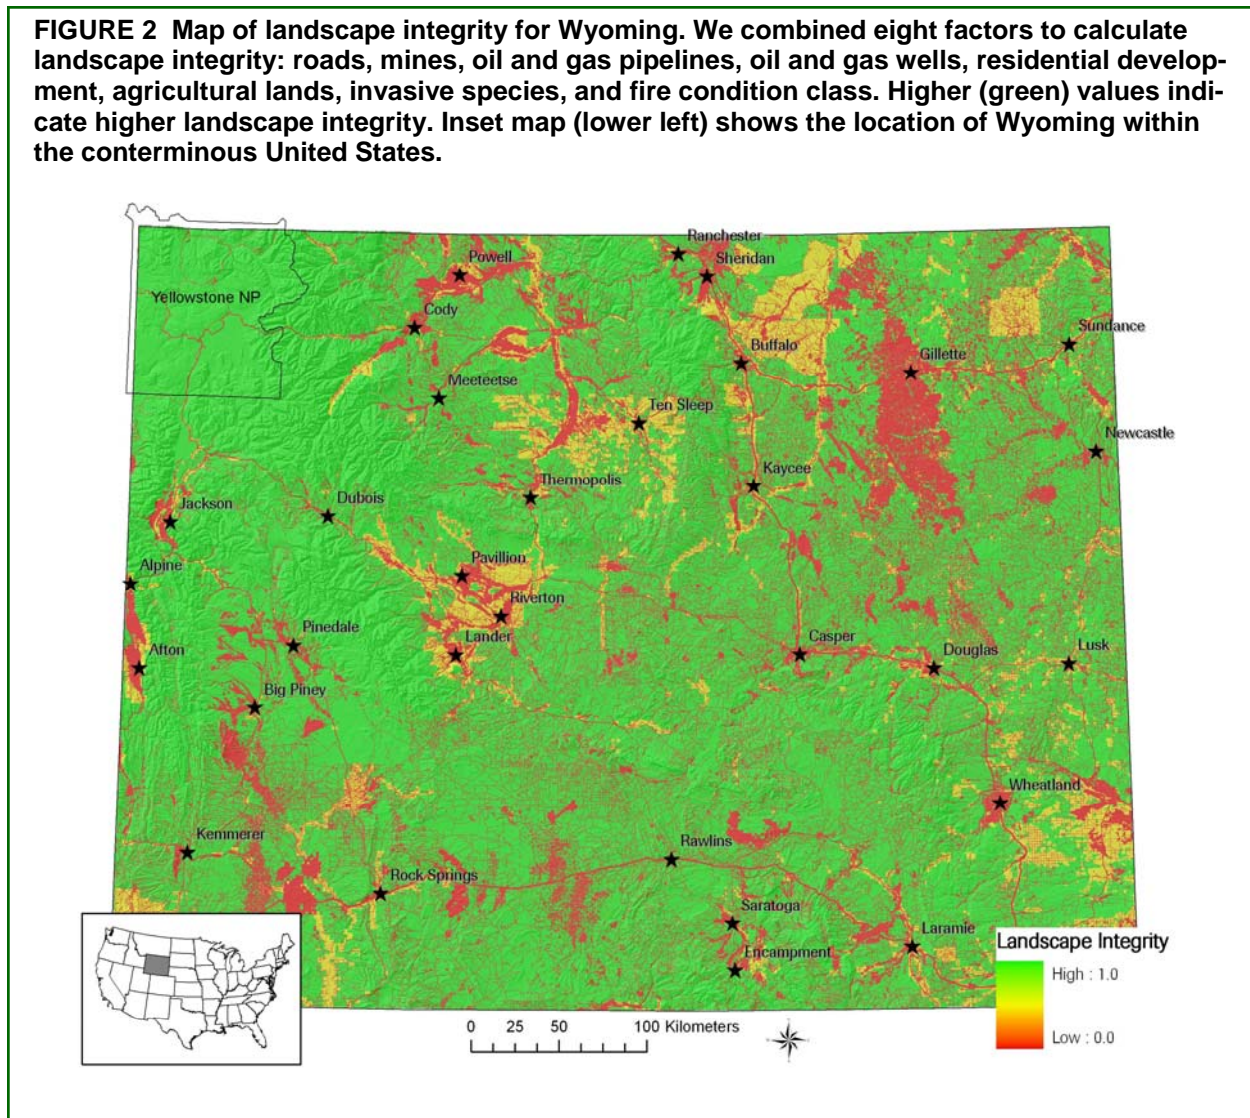 FIGURE 2 Map of landscape integrity for Wyoming. We combined eight factors to calculate
landscape integrity: roads, mines, oil and gas pipelines, oil and gas wells, residential develop-
ment, agricultural lands, invasive species, and fire condition class. Higher (green) values indi-
cate higher landscape integrity. Inset map (lower left) shows the location of Wyoming within
the conterminous United States.
Ranchester
Powell
Sheridan
Yellowstone NP
Cody
Sundance
Buffalo
Gillette
Meeteetse
Ten Sleep
Newcastle
Kaycee
Thermopolis
Dubois
Jackson
Pavillion
Alpine
Riverton
Pinedale
Lander
Casper
Douglas
Lusk
Afton
Big Piney
Wheatland
Kemmerer
Rawlins
Rock Springs
Saratoga
Laramie
Encampment
Landscape Integrity
High : 1.0
Low : 0.0
0 25 50 100 Kilometers